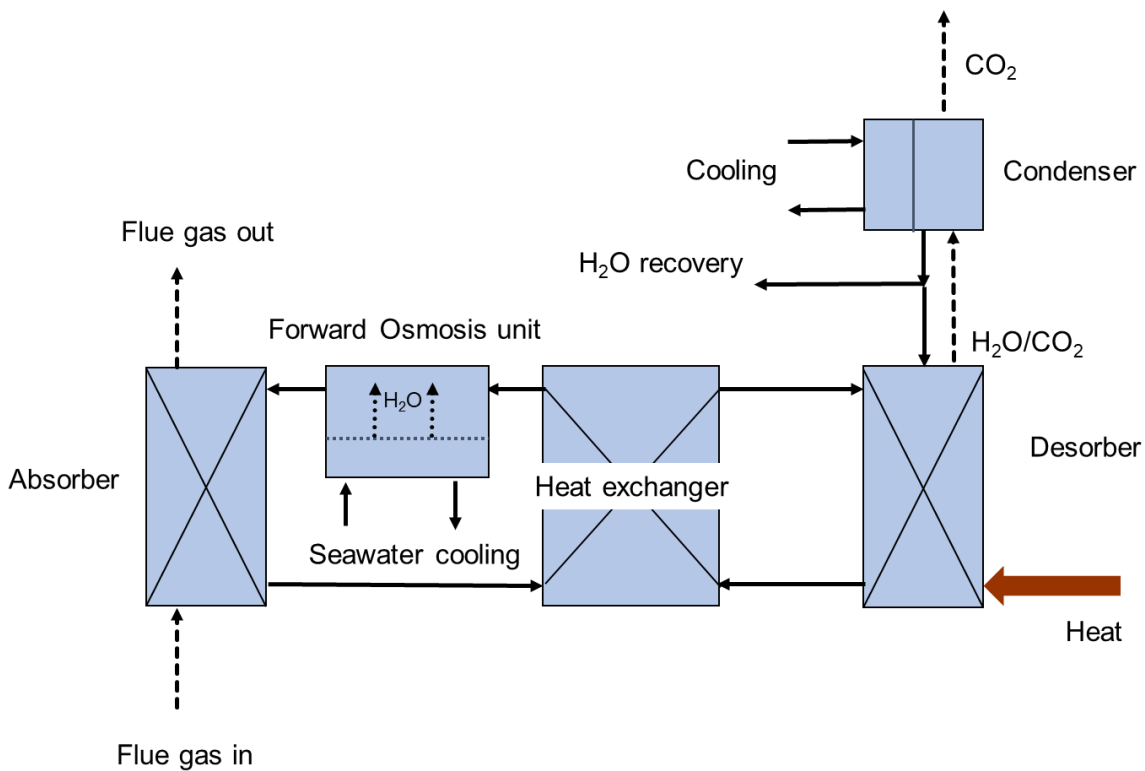 CO₂
Cooling
Condenser
Flue gas out
H₂O recovery
Forward Osmosis unit
H₂O/CO₂
H₂O
Absorber
Heat exchanger
Desorber
Seawater cooling
Heat
Flue gas in